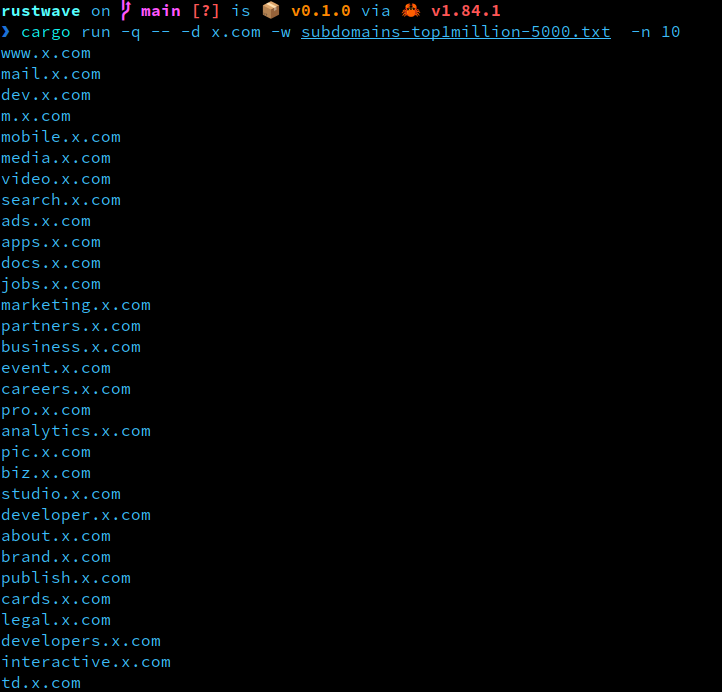 rustwave on main [?] is 📦 v0.1.0 via 🦀 v1.84.1
❯ cargo run -q -- -d x.com -w subdomains-top1million-5000.txt  -n 10
www.x.com
mail.x.com
dev.x.com
m.x.com
mobile.x.com
media.x.com
video.x.com
search.x.com
ads.x.com
apps.x.com
docs.x.com
jobs.x.com
marketing.x.com
partners.x.com
business.x.com
event.x.com
careers.x.com
pro.x.com
analytics.x.com
pic.x.com
biz.x.com
studio.x.com
developer.x.com
about.x.com
brand.x.com
publish.x.com
cards.x.com
legal.x.com
developers.x.com
interactive.x.com
td.x.com